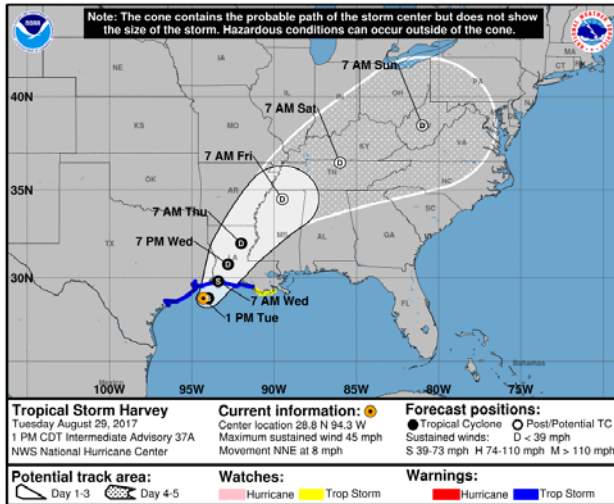 Note: The cone contains the probable path of the storm center but does not show
the size of the storm. Hazardous conditions can occur outside of the cone.
NOAA
MA
CT
IA
NE
7 AM Sun
PA
IL
IN
OH
40N
7 AM Sat
KS
MO
KY
VA
7 AM Fri
D
TN
NC
OK
AR
35N
D
SC
7 AM Thu
MS
AL
GA
D
7 PM Wed
TX
D
LA
30N
S
7 AM Wed
FL
1 PM Tue
Mexico
100W
95W
90W
85W
80W
75W
Bahamas
Tropical Storm Harvey
Tuesday August 29, 2017
1 PM CDT Intermediate Advisory 37A
NWS National Hurricane Center
Current information:
Center location 28.8 N 94.3 W
Maximum sustained wind 45 mph
Movement NNE at 8 mph
Forecast positions:
Tropical Cyclone Post/Potential TC
Sustained winds: D < 39 mph
S 39-73 mph H 74-110 mph M > 110 mph
Potential track area:
Day 1-3 Day 4-5
Watches:
Hurricane Trop Storm
Warnings:
Hurricane Trop Storm